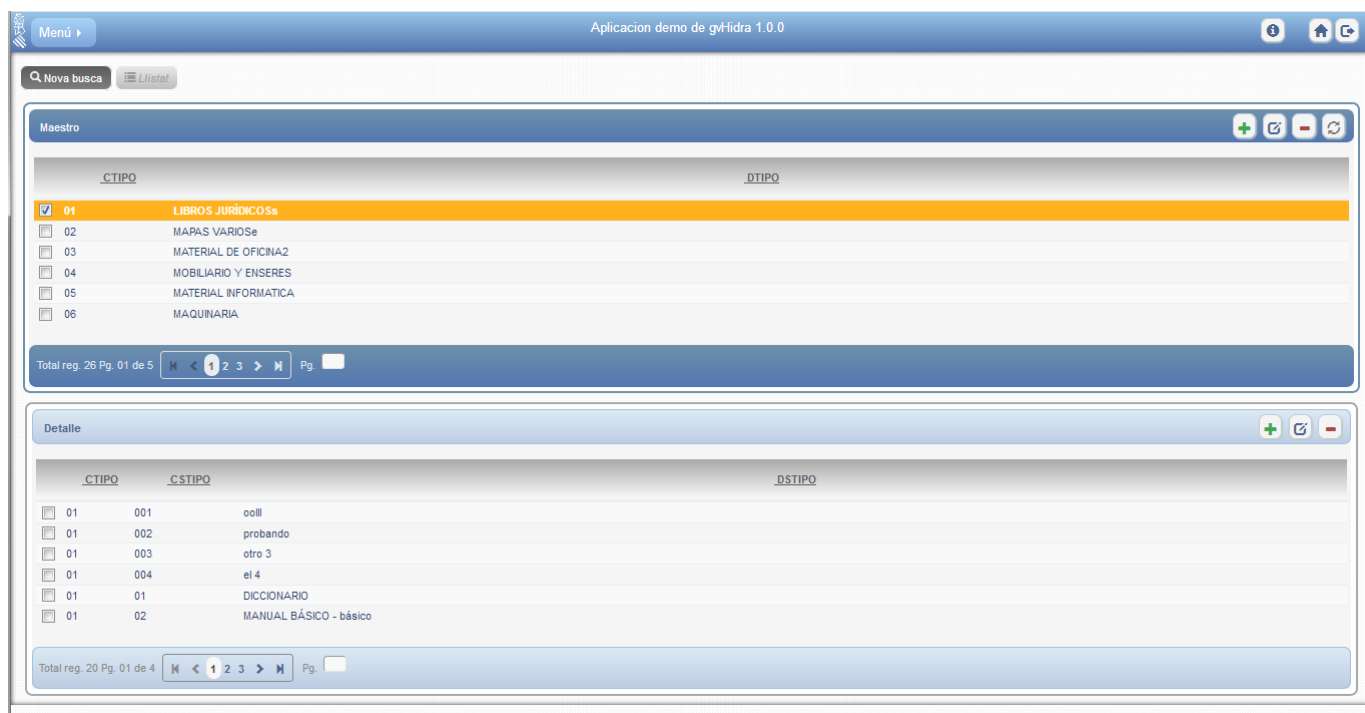 Menú
Aplicacion demo de gvHidra 1.0.0
Nova busca Llistat
Maestro
CTIPO DTIPO
01 LIBROS JURÍDICOSs
02 MAPAS VARIOSe
03 MATERIAL DE OFICINA2
04 MOBILIARIO Y ENSERES
05 MATERIAL INFORMATICA
06 MAQUINARIA
Total reg. 26 Pg. 01 de 5 1 2 3 Pg.
Detalle
CTIPO CSTIPO DSTIPO
01 001 oolll
01 002 probando
01 003 otro 3
01 004 el 4
01 01 DICCIONARIO
01 02 MANUAL BÁSICO - básico
Total reg. 20 Pg. 01 de 4 1 2 3 Pg.